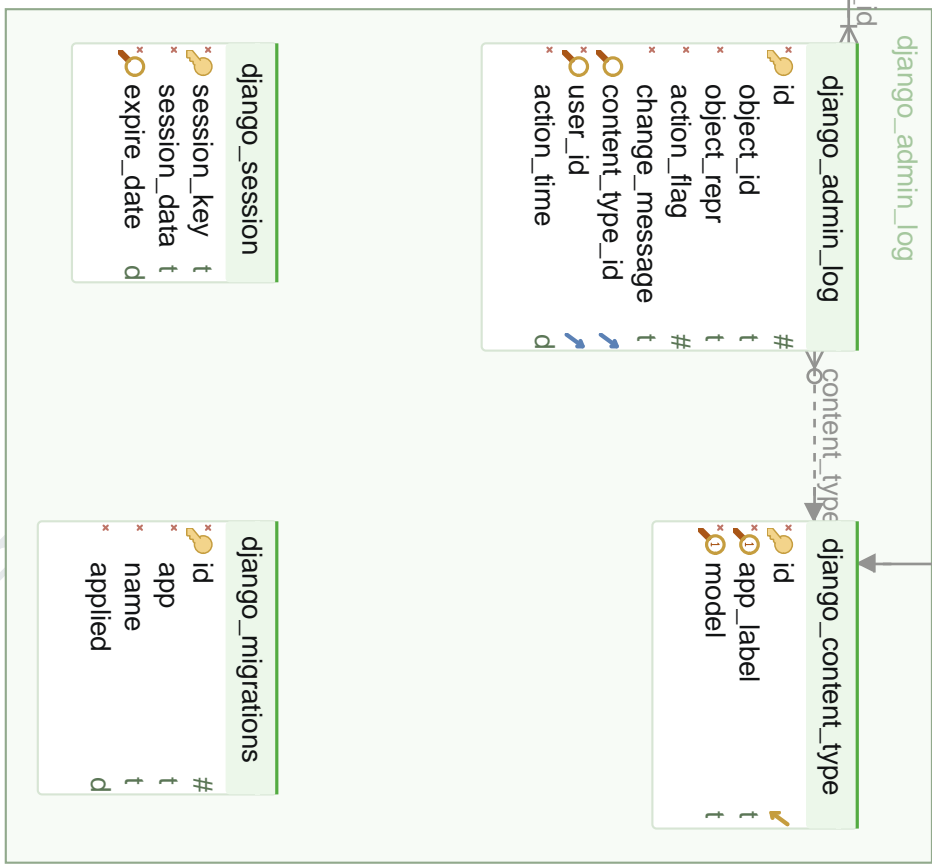 _id
django_admin_log
django_admin_log
id #
object_id t
object_repr t
action_flag #
change_message t
content_type_id
user_id
action_time d
content_type
django_content_type
id
app_label t
model t
django_session
session_key t
session_data t
expire_date d
django_migrations
id #
app t
name t
applied d